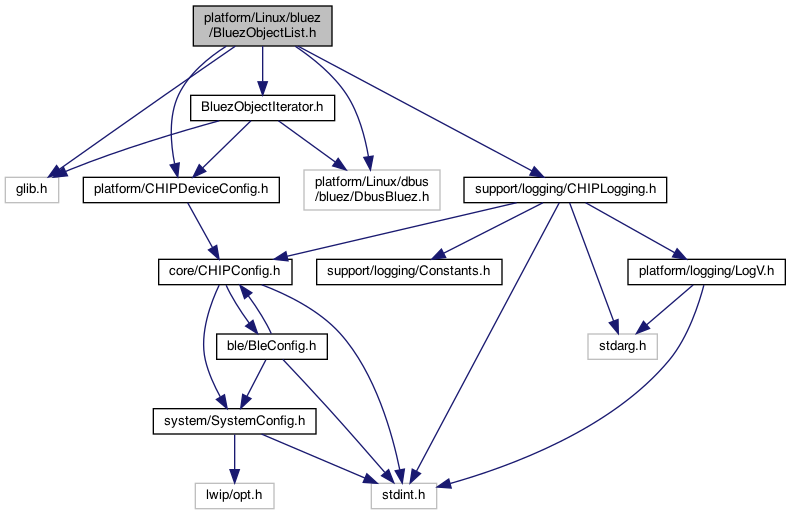 platform/Linux/bluez
/BluezObjectList.h
BluezObjectIterator.h
glib.h
platform/CHIPDeviceConfig.h
platform/Linux/dbus
/bluez/DbusBluez.h
support/logging/CHIPLogging.h
core/CHIPConfig.h
support/logging/Constants.h
platform/logging/LogV.h
ble/BleConfig.h
stdarg.h
system/SystemConfig.h
lwip/opt.h
stdint.h